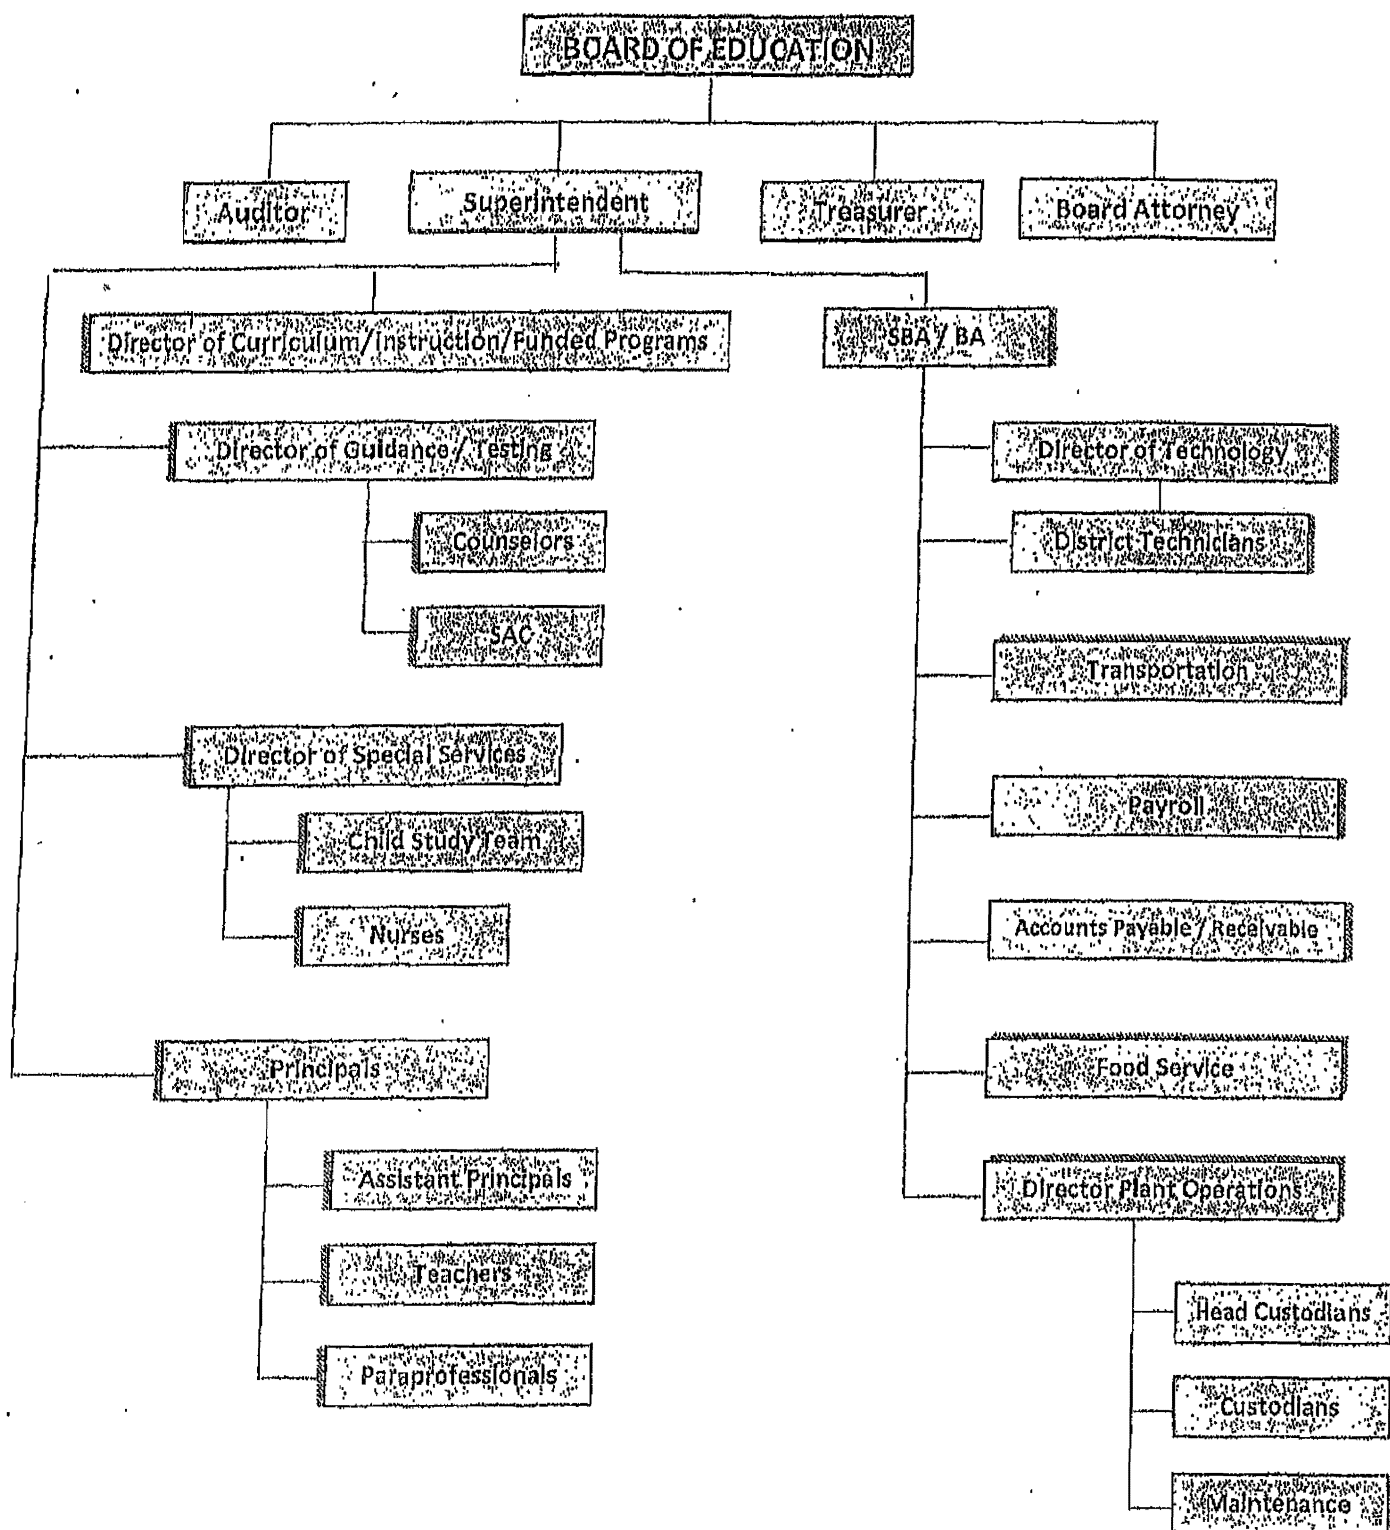 BOARD OF EDUCATION
Auditor
Superintendent
Treasurer
Board Attorney
Director of Curriculum/Instruction/Funded Programs
SBA / BA
Director of Guidance / Testing
Director of Technology
Counselors
District Technicians
SAC
Transportation
Director of Special Services
Payroll
Child Study Team
Accounts Payable / Receivable
Nurses
Principals
Food Service
Assistant Principals
Director Plant Operations
Teachers
Head Custodians
Paraprofessionals
Custodians
Maintenance